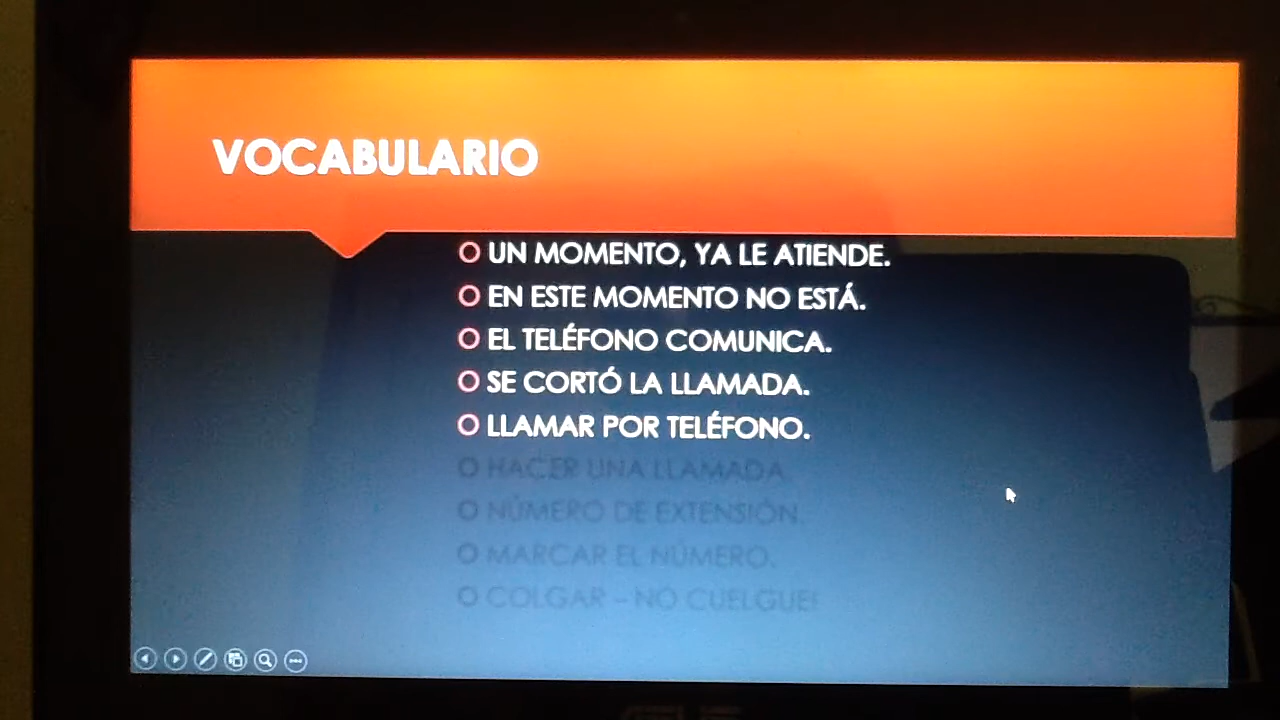 VOCABULARIO
UN MOMENTO, YA LE ATIENDE.
EN ESTE MOMENTO NO ESTÁ.
EL TELÉFONO COMUNICA.
SE CORTÓ LA LLAMADA.
LLAMAR POR TELÉFONO.
HACER UNA LLAMADA
NÚMERO DE EXTENSIÓN.
MARCAR EL NÚMERO.
COLGAR – NO CUELGUE!